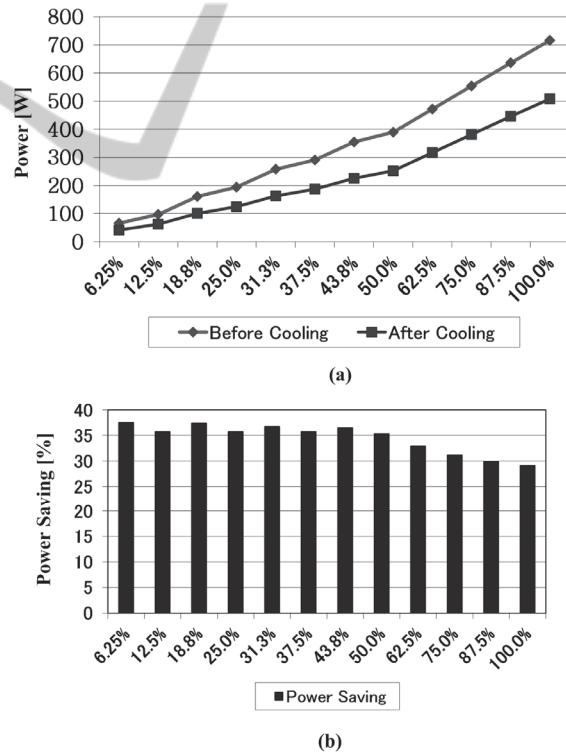 800
700
600
500
400
300
200
100
0
Power [W]
6.25% 12.5% 18.8% 25.0% 31.3% 37.5% 43.8% 50.0% 62.5% 75.0% 87.5% 100.0%
Before Cooling After Cooling
(a)
40
35
30
25
20
15
10
5
0
Power Saving [%]
6.25% 12.5% 18.8% 25.0% 31.3% 37.5% 43.8% 50.0% 62.5% 75.0% 87.5% 100.0%
Power Saving
(b)